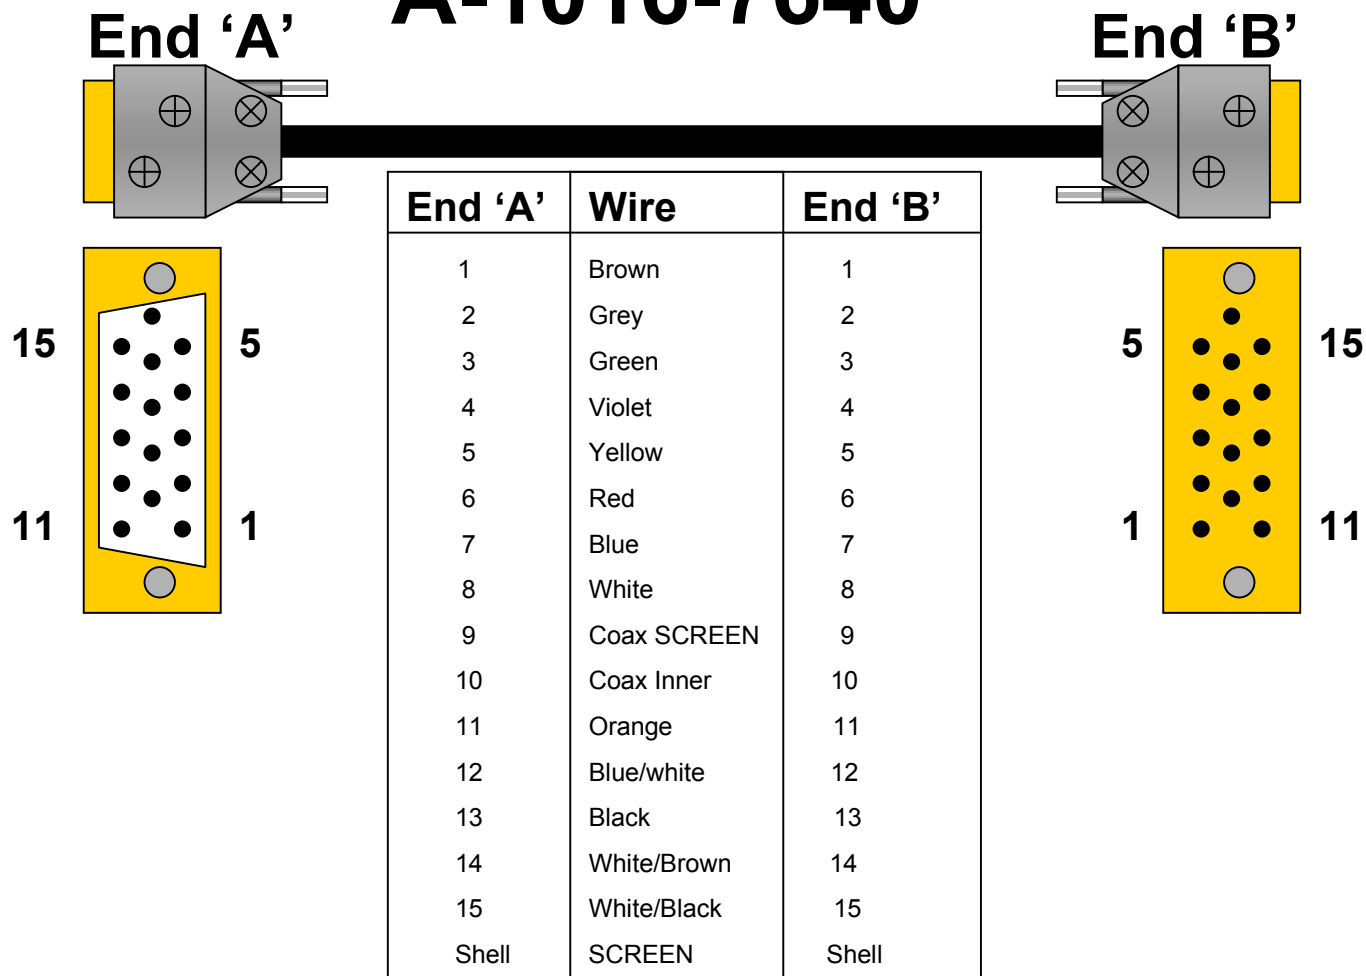 A-1016-7640
End ‘A’
End ‘B’
End ‘A’ Wire End ‘B’
1 Brown 1
2 Grey 2
3 Green 3
4 Violet 4
5 Yellow 5
6 Red 6
7 Blue 7
8 White 8
9 Coax SCREEN 9
10 Coax Inner 10
11 Orange 11
12 Blue/white 12
13 Black 13
14 White/Brown 14
15 White/Black 15
Shell SCREEN Shell
15 5
11 1
5 15
1 11